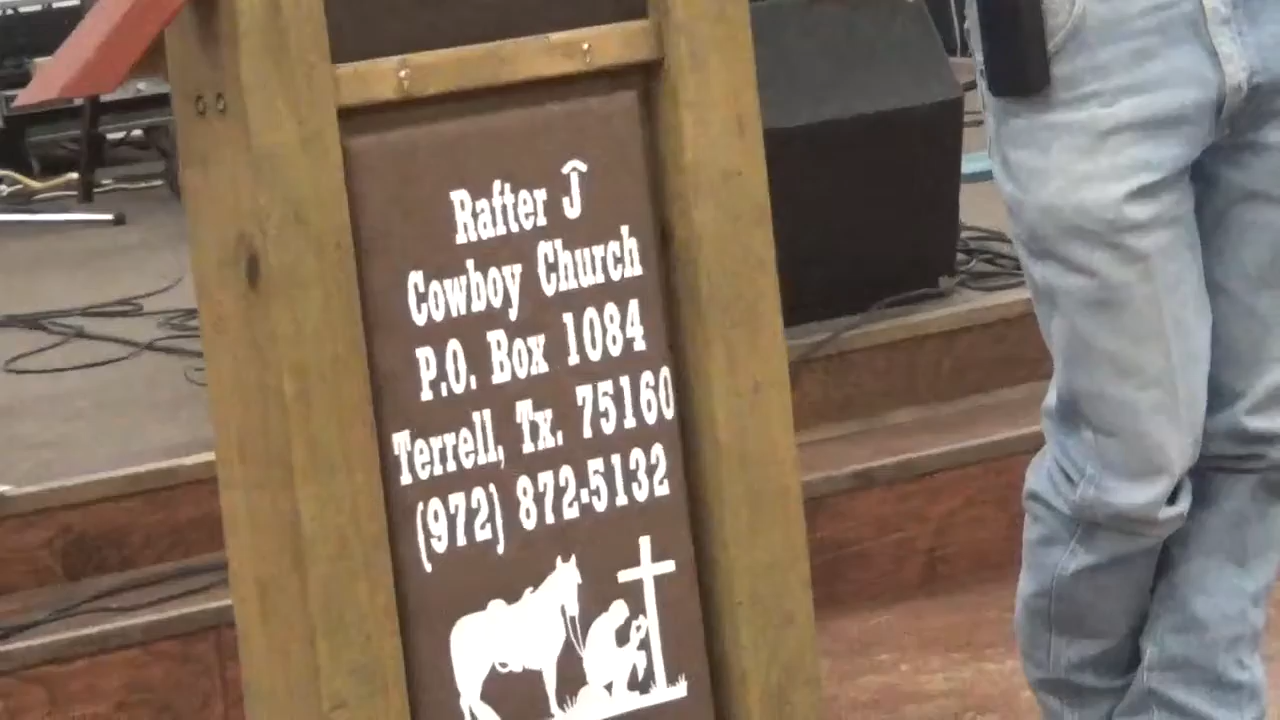 Rafter J
Cowboy Church
P.O. Box 1084
Terrell, Tx. 75160
(972) 872-5132